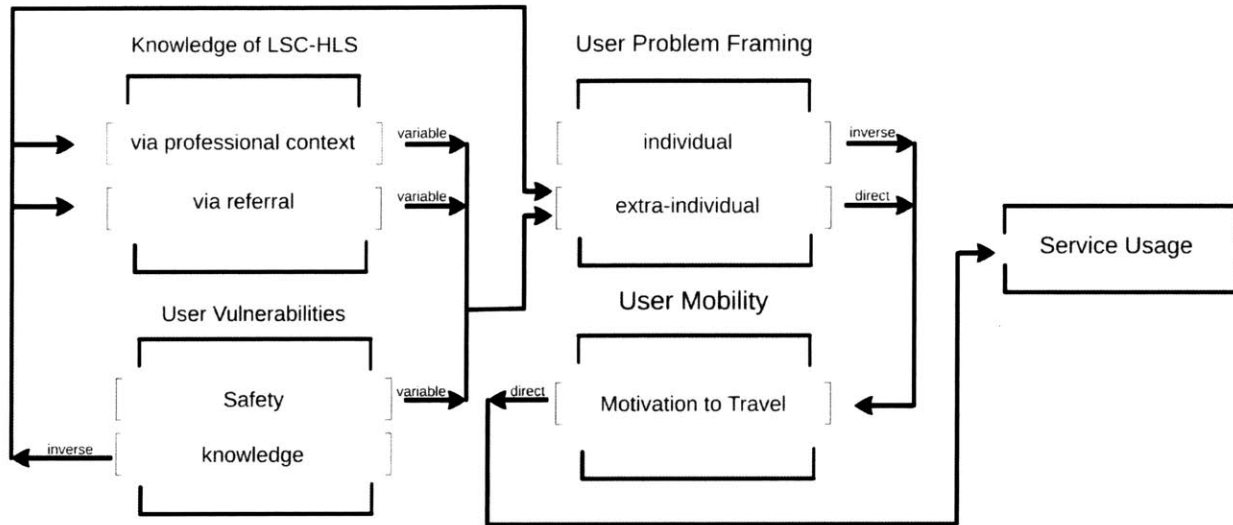 Knowledge of LSC-HLS
via professional context
variable
via referral
variable
User Vulnerabilities
Safety
variable
inverse
knowledge
User Problem Framing
individual
inverse
extra-individual
direct
User Mobility
direct
Motivation to Travel
Service Usage